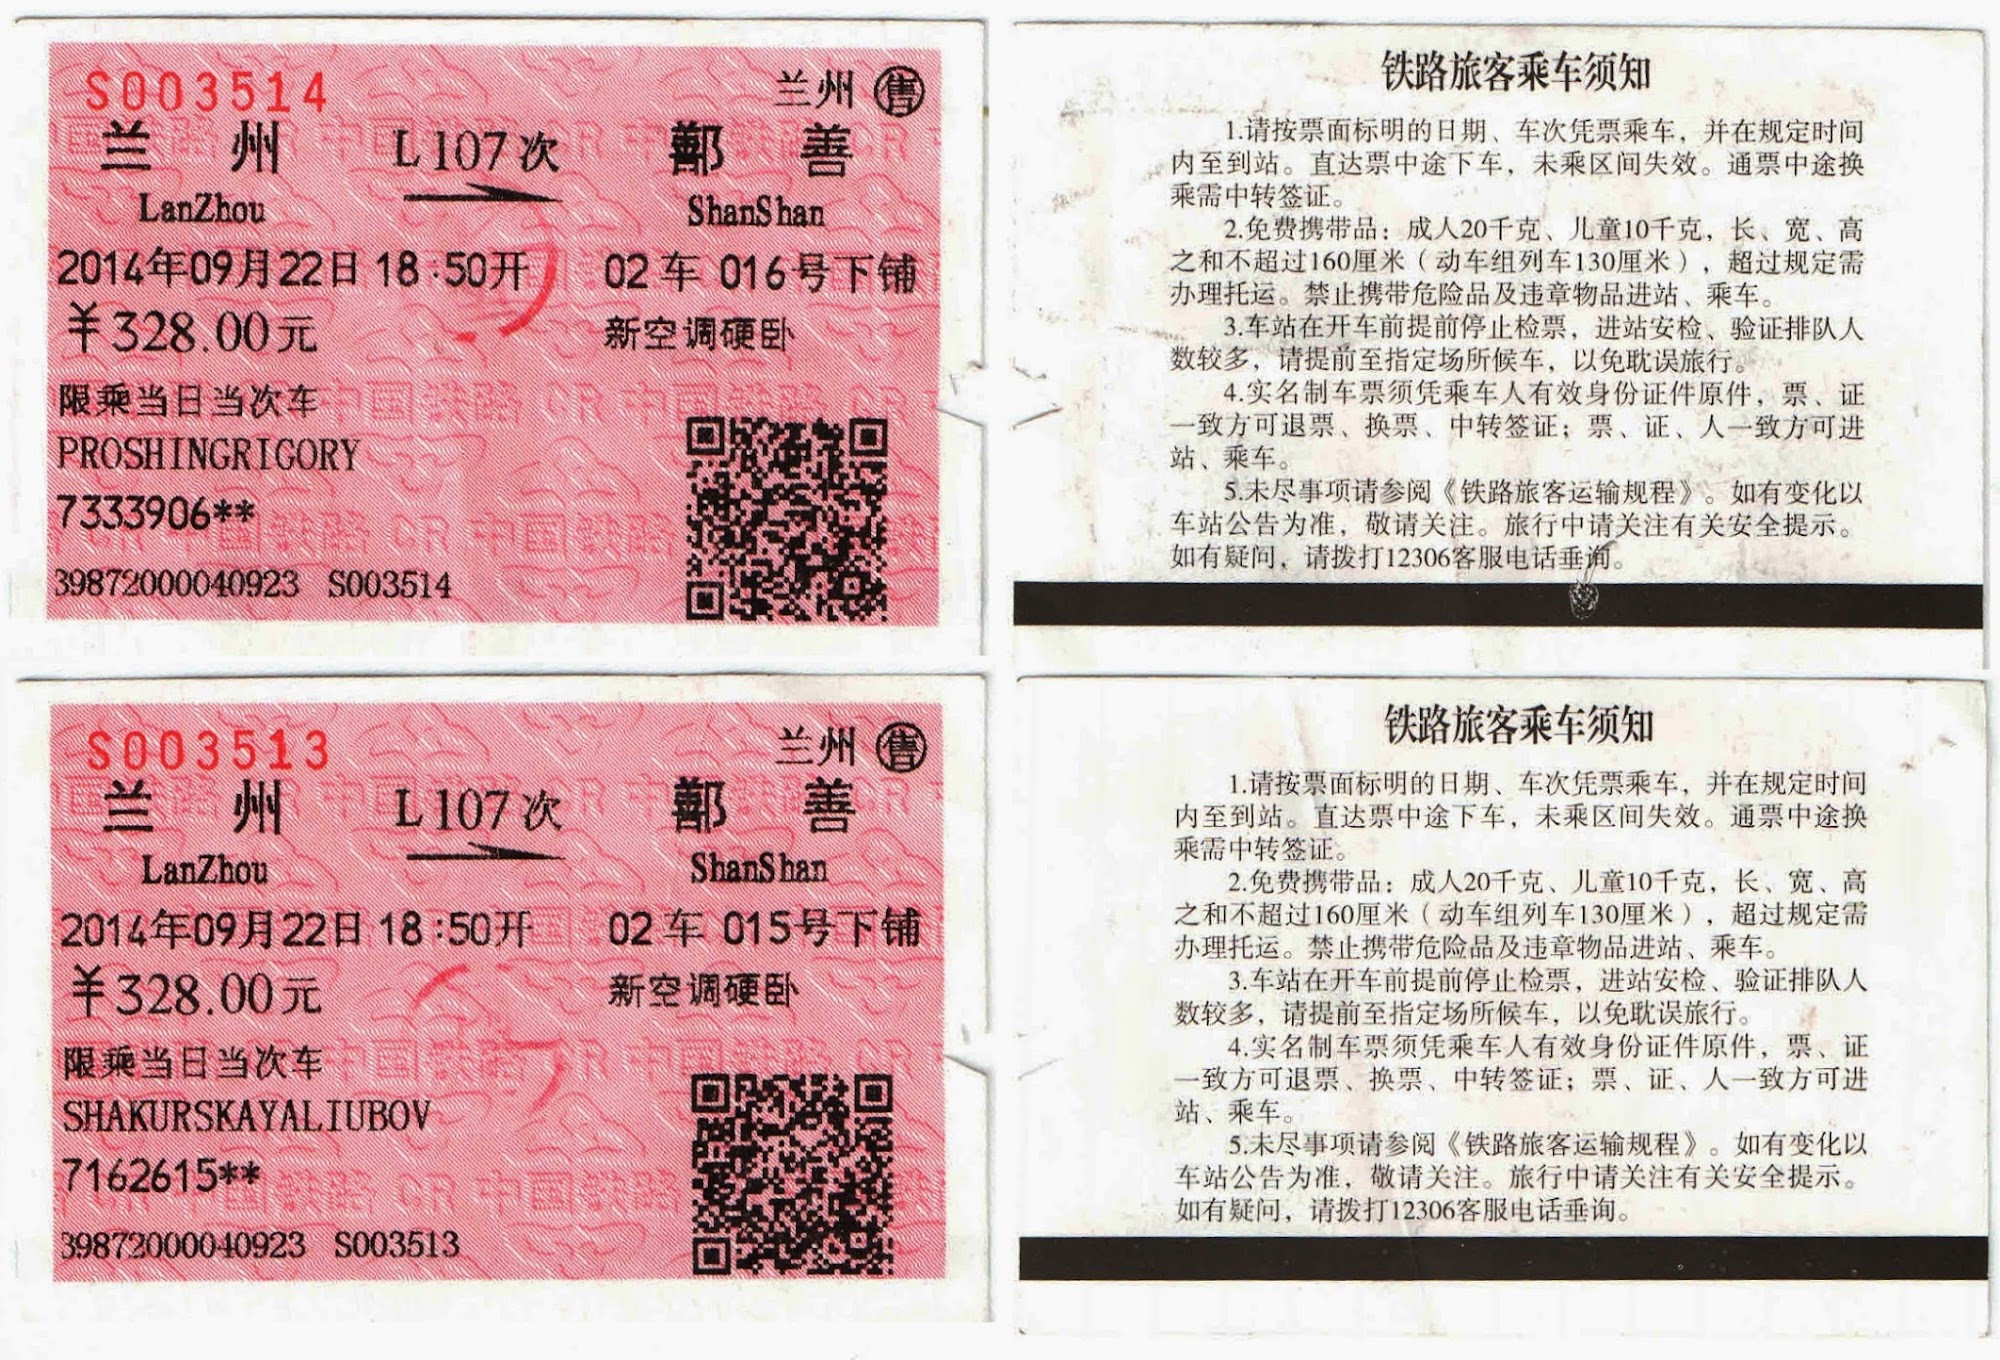 S003514
兰州 售
兰州 L107次 鄯善
LanZhou ShanShan
2014年09月22日 18:50开 02车 016号下铺
¥328.00元 新空调硬卧
限乘当日当次车
PROSHINGRIGORY
7333906**
39872000040923 S003514
铁路旅客乘车须知
1.请按票面标明的日期、车次凭票乘车，并在规定时间
内至到站。直达票中途下车，未乘区间失效。通票中途换
乘需中转签证。
2.免费携带品：成人20千克、儿童10千克，长、宽、高
之和不超过160厘米（动车组列车130厘米），超过规定需
办理托运。禁止携带危险品及违章物品进站、乘车。
3.车站在开车前提前停止检票，进站安检、验证排队人
数较多，请提前至指定场所候车，以免耽误旅行。
4.实名制车票须凭乘车人有效身份证件原件，票、证
一致方可退票、换票、中转签证；票、证、人一致方可进
站、乘车。
5.未尽事项请参阅《铁路旅客运输规程》。如有变化以
车站公告为准，敬请关注。旅行中请关注有关安全提示。
如有疑问，请拨打12306客服电话垂询。
S003513
兰州 售
兰州 L107次 鄯善
LanZhou ShanShan
2014年09月22日 18:50开 02车 015号下铺
¥328.00元 新空调硬卧
限乘当日当次车
SHAKURSKAYALIUBOV
7162615**
39872000040923 S003513
铁路旅客乘车须知
1.请按票面标明的日期、车次凭票乘车，并在规定时间
内至到站。直达票中途下车，未乘区间失效。通票中途换
乘需中转签证。
2.免费携带品：成人20千克、儿童10千克，长、宽、高
之和不超过160厘米（动车组列车130厘米），超过规定需
办理托运。禁止携带危险品及违章物品进站、乘车。
3.车站在开车前提前停止检票，进站安检、验证排队人
数较多，请提前至指定场所候车，以免耽误旅行。
4.实名制车票须凭乘车人有效身份证件原件，票、证
一致方可退票、换票、中转签证；票、证、人一致方可进
站、乘车。
5.未尽事项请参阅《铁路旅客运输规程》。如有变化以
车站公告为准，敬请关注。旅行中请关注有关安全提示。
如有疑问，请拨打12306客服电话垂询。